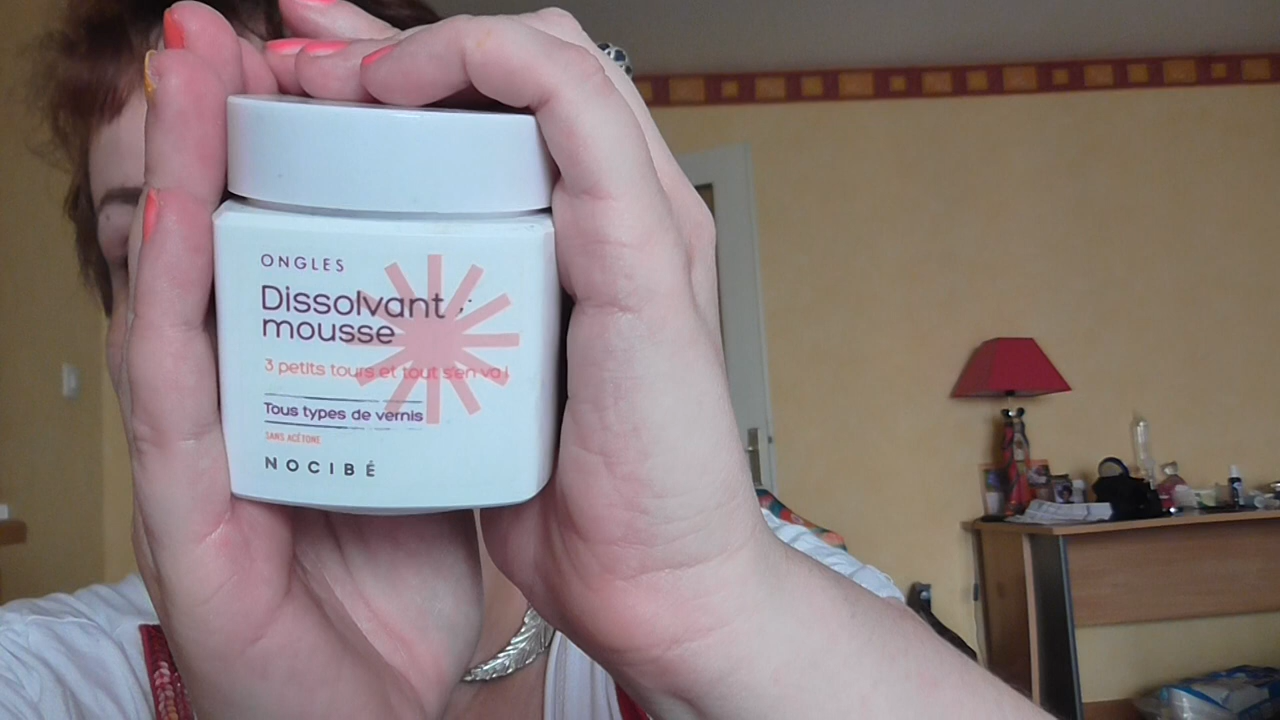 ONGLES
Dissolvant
mousse
3 petits tours et tout s'en va !
Tous types de vernis
SANS ACÉTONE
NOCIBÉ